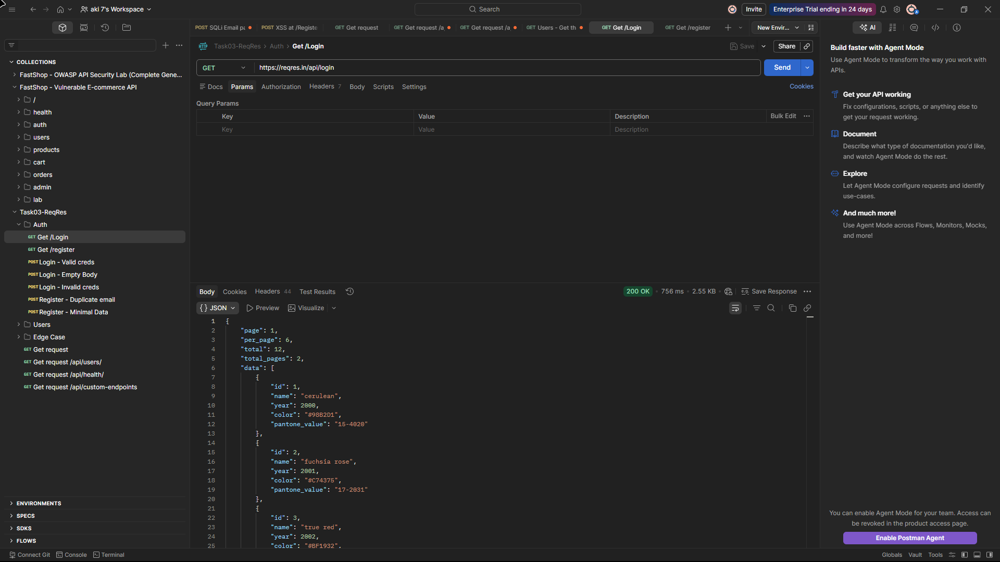 aki 7's Workspace
Search
Invite
Enterprise Trial ending in 24 days
POST SQLi Email pa
POST XSS at /Registe
GET Get request
GET Get request /a
GET Get request /a
GET Users - Get th
GET Get /Login
GET Get /register
New Envir...
AI
COLLECTIONS
FastShop - OWASP API Security Lab (Complete Gene...
FastShop - Vulnerable E-commerce API
/
health
auth
users
products
cart
orders
admin
lab
Task03-ReqRes
Auth
GET Get /Login
GET Get /register
POST Login - Valid creds
POST Login - Empty Body
POST Login - Invalid creds
POST Register - Duplicate email
POST Register - Minimal Data
Users
Edge Case
GET Get request
GET Get request /api/users/
GET Get request /api/health/
GET Get request /api/custom-endpoints
ENVIRONMENTS
SPECS
SDKS
FLOWS
HTTP Task03-ReqRes > Auth > Get /Login
Save
Share
GET https://reqres.in/api/login
Send
Docs Params Authorization Headers 7 Body Scripts Settings
Cookies
Query Params
Key Value Description Bulk Edit
Key Value Description
Body Cookies Headers 44 Test Results
200 OK 756 ms 2.55 KB e.g. Save Response
{} JSON Preview Visualize
1 {
2 "page": 1,
3 "per_page": 6,
4 "total": 12,
5 "total_pages": 2,
6 "data": [
7 {
8 "id": 1,
9 "name": "cerulean",
10 "year": 2000,
11 "color": "#98B2D1",
12 "pantone_value": "15-4020"
13 },
14 {
15 "id": 2,
16 "name": "fuchsia rose",
17 "year": 2001,
18 "color": "#C74375",
19 "pantone_value": "17-2031"
20 },
21 {
22 "id": 3,
23 "name": "true red",
24 "year": 2002,
25 "color": "#BF1932",
Build faster with Agent Mode
Use Agent Mode to transform the way you work with
APIs.
Get your API working
Fix configurations, scripts, or anything else to
get your request working.
Document
Describe what type of documentation you'd like,
and watch Agent Mode do the rest.
Explore
Let Agent Mode configure requests and identify
use-cases.
And much more!
Use Agent Mode across Flows, Monitors, Mocks,
and more!
You can enable Agent Mode for your team. Access can
be revoked in the product access page.
Enable Postman Agent
Connect Git Console Terminal
Globals Vault Tools